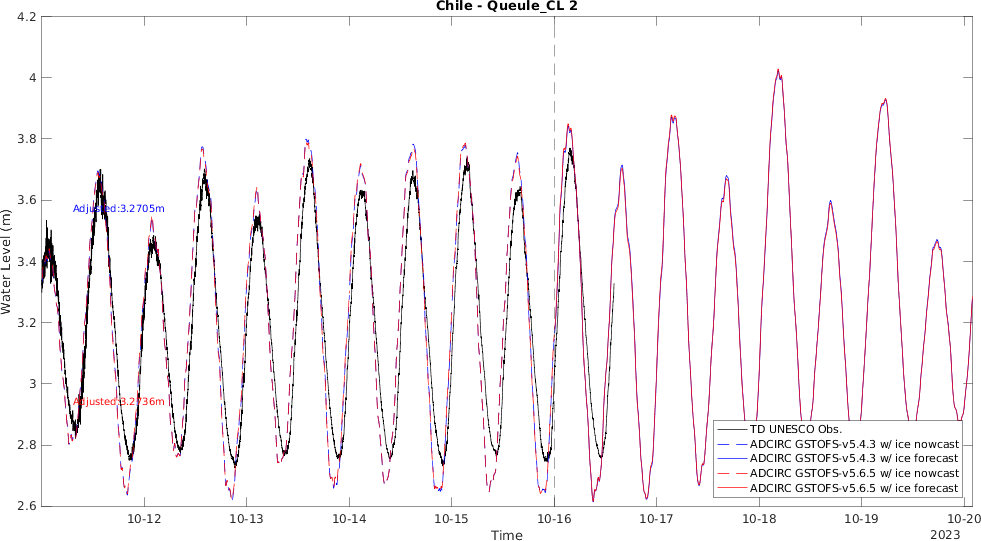 Chile - Queule_CL 2
4.2
4
3.8
3.6
3.4
3.2
3
2.8
2.6
Water Level (m)
Adjusted:3.2705m
Adjusted:3.2736m
TD UNESCO Obs.
ADCIRC GSTOFS-v5.4.3 w/ ice nowcast
ADCIRC GSTOFS-v5.4.3 w/ ice forecast
ADCIRC GSTOFS-v5.6.5 w/ ice nowcast
ADCIRC GSTOFS-v5.6.5 w/ ice forecast
10-12 10-13 10-14 10-15 10-16 10-17 10-18 10-19 10-20
Time
2023